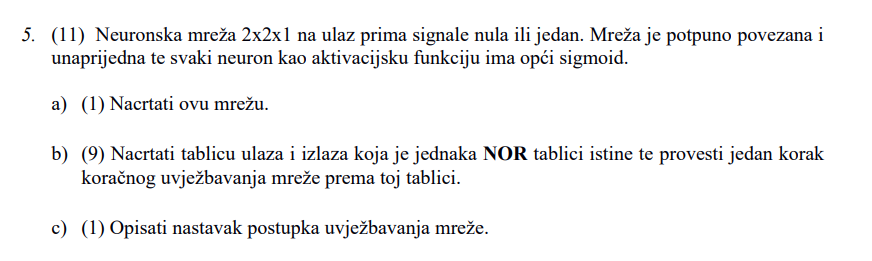 5. (11) Neuronska mreža 2x2x1 na ulaz prima signale nula ili jedan. Mreža je potpuno povezana i
unaprijedna te svaki neuron kao aktivacijsku funkciju ima opći sigmoid.
a) (1) Nacrtati ovu mrežu.
b) (9) Nacrtati tablicu ulaza i izlaza koja je jednaka NOR tablici istine te provesti jedan korak
koračnog uvježbavanja mreže prema toj tablici.
c) (1) Opisati nastavak postupka uvježbavanja mreže.